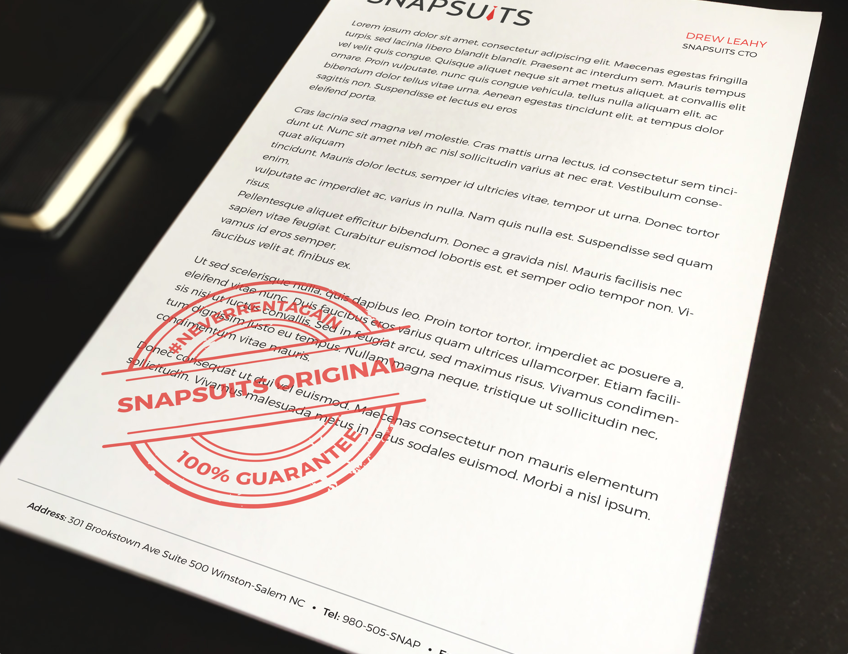 SNAPSUITS
DREW LEAHY
SNAPSUITS CTO
Lorem ipsum dolor sit amet, consectetur adipiscing elit. Maecenas egestas fringilla
turpis, sed lacinia libero blandit blandit. Praesent ac interdum sem. Mauris tempus
vel velit quis congue. Quisque aliquet neque sit amet metus aliquet, at convallis elit
ornare. Proin vulputate, nunc quis congue vehicula, tellus nulla aliquam elit, ac
bibendum dolor tellus vitae urna. Aenean egestas tincidunt elit, at tempus dolor
sagittis non. Suspendisse et lectus eu eros
eleifend porta.
Cras lacinia sed magna vel molestie. Cras mattis urna lectus, id consectetur sem tinci-
dunt ut. Nunc sit amet nibh ac nisl sollicitudin varius at nec erat. Vestibulum conse-
quat aliquam
tincidunt. Mauris dolor lectus, semper id ultricies vitae, tempor ut urna. Donec tortor
enim,
vulputate ac imperdiet ac, varius in nulla. Nam quis nulla est. Suspendisse sed quam
risus.
Pellentesque aliquet efficitur bibendum. Donec a gravida nisl. Mauris facilisis nec
sapien vitae feugiat. Curabitur euismod lobortis est, et semper odio tempor non. Vi-
vamus id eros semper,
faucibus velit at, finibus ex.
Ut sed scelerisque nulla, quis dapibus leo. Proin tortor tortor, imperdiet ac posuere a,
eleifend vitae nunc. Duis faucibus eros varius quam ultrices ullamcorper. Etiam facili-
sis nisl ut luctus convallis. Sed in feugiat arcu, sed maximus risus. Vivamus condimen-
tum dignissim justo eu tempus. Nullam magna neque, tristique ut sollicitudin nec,
condimentum vitae mauris.
Donec consequat ut dui vel euismod. Maecenas consectetur non mauris elementum
sollicitudin. Vivamus malesuada metus in lacus sodales euismod. Morbi a nisl ipsum.
#NEVERRENTAGAIN
SNAPSUITS ORIGINAL
100% GUARANTEE
Address: 301 Brookstown Ave Suite 500 Winston-Salem NC • Tel: 980-505-SNAP •